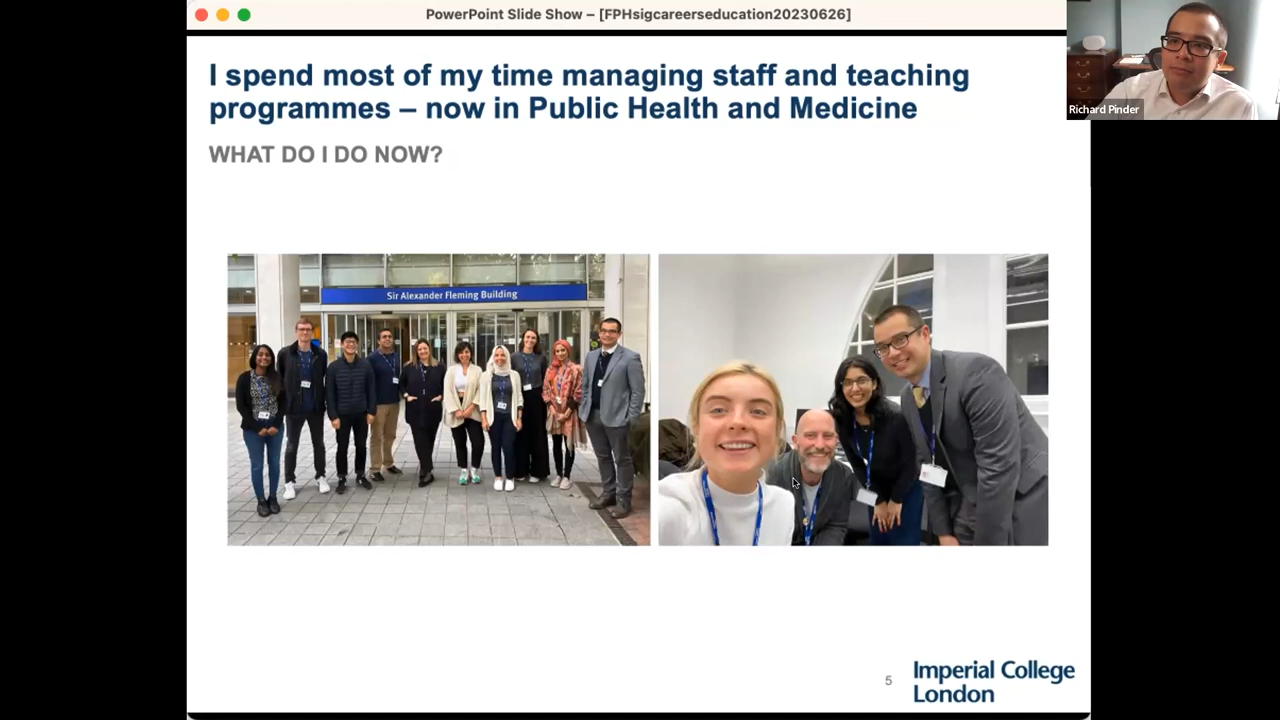 PowerPoint Slide Show – [FPHsigcareerseducation20230626]
I spend most of my time managing staff and teaching
programmes – now in Public Health and Medicine
WHAT DO I DO NOW?
Richard Pinder
Sir Alexander Fleming Building
5
Imperial College
London